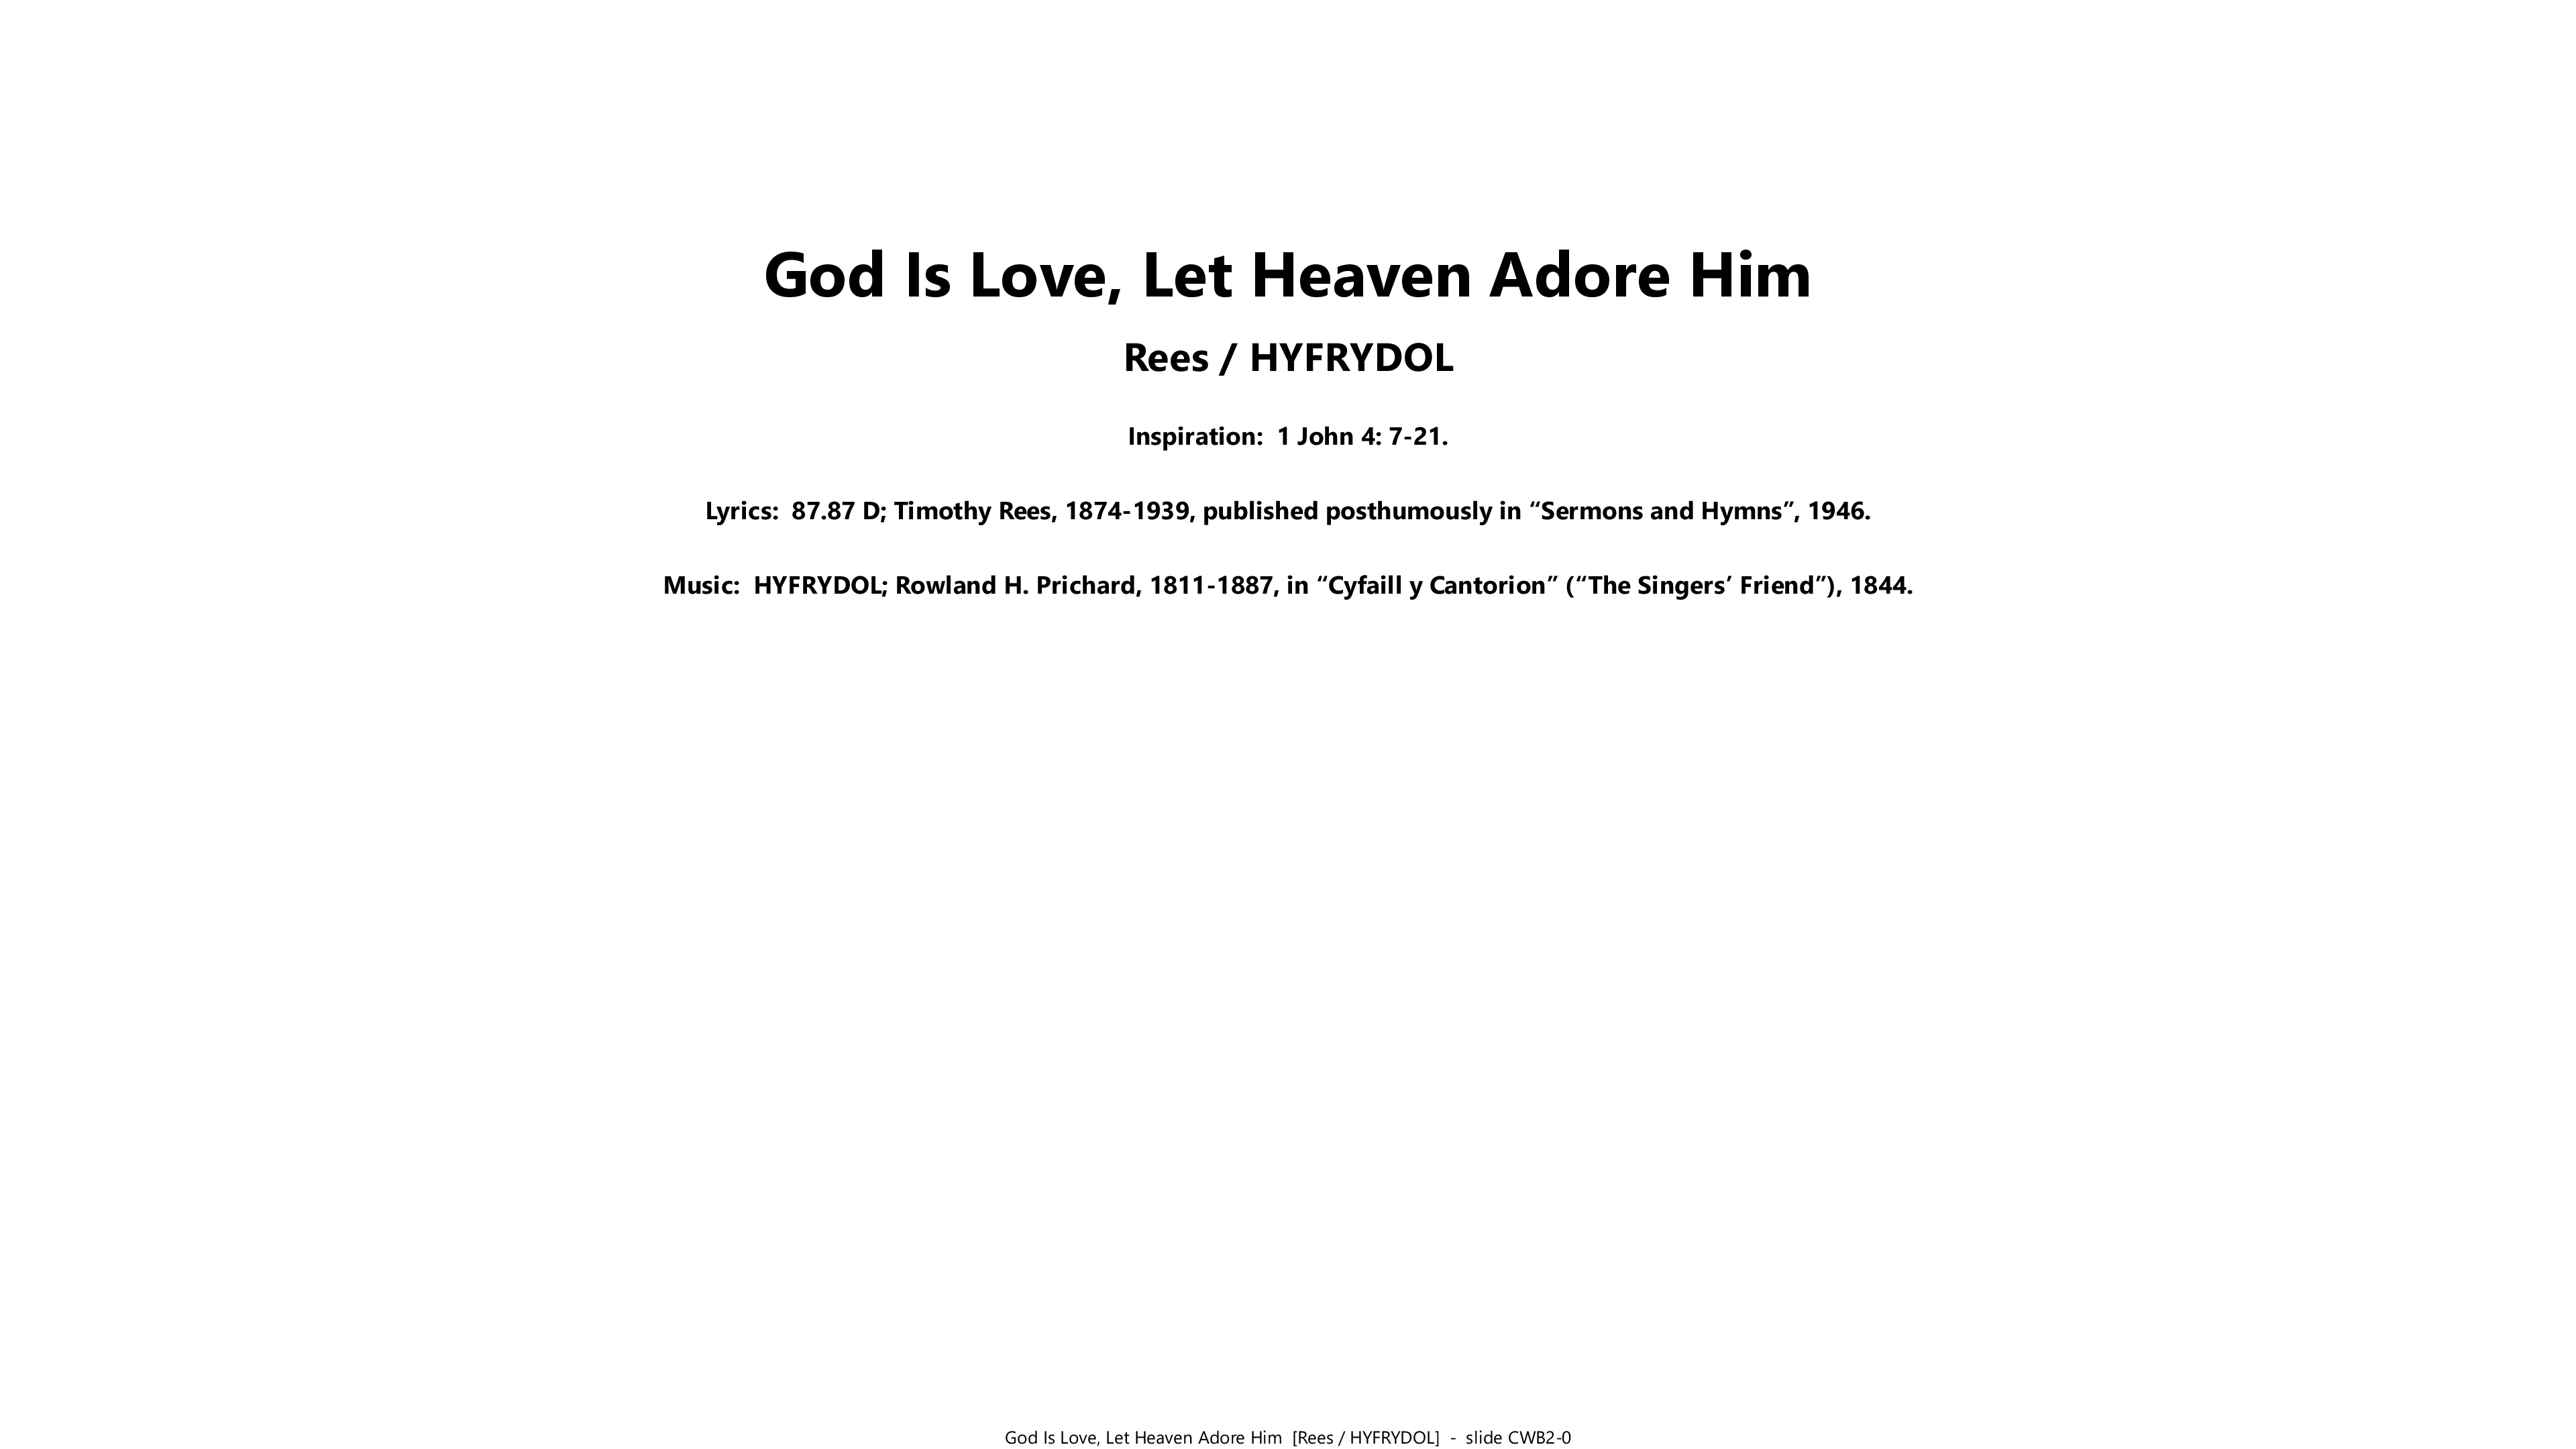 God Is Love, Let Heaven Adore Him
Rees / HYFRYDOL
Inspiration:  1 John 4: 7-21.
Lyrics:  87.87 D; Timothy Rees, 1874-1939, published posthumously in “Sermons and Hymns”, 1946.
Music:  HYFRYDOL; Rowland H. Prichard, 1811-1887, in “Cyfaill y Cantorion” (“The Singers’ Friend”), 1844.
God Is Love, Let Heaven Adore Him  [Rees / HYFRYDOL]  -  slide CWB2-0